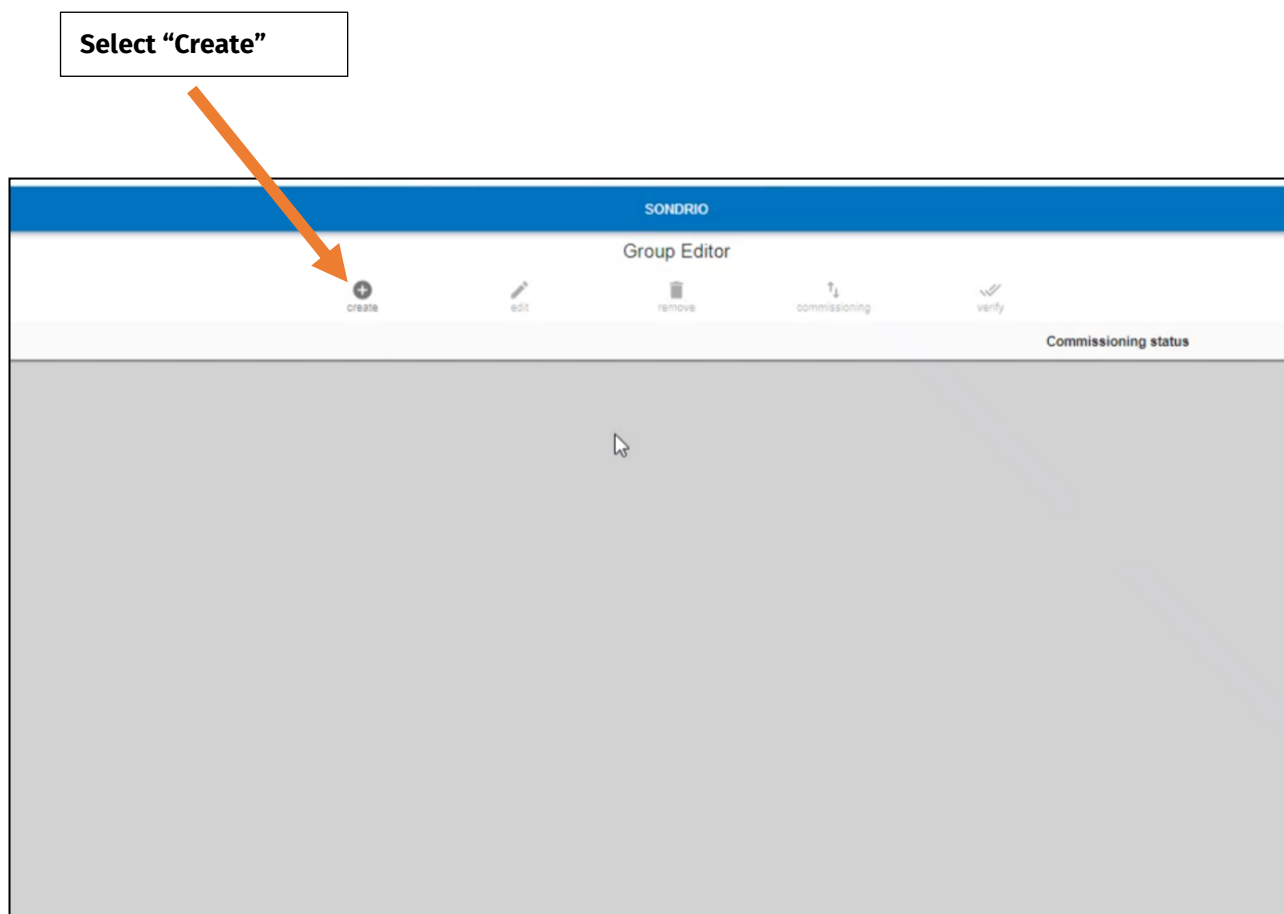 Select “Create”
SONDRIO
Group Editor
create
edit
remove
commissioning
verify
Commissioning status